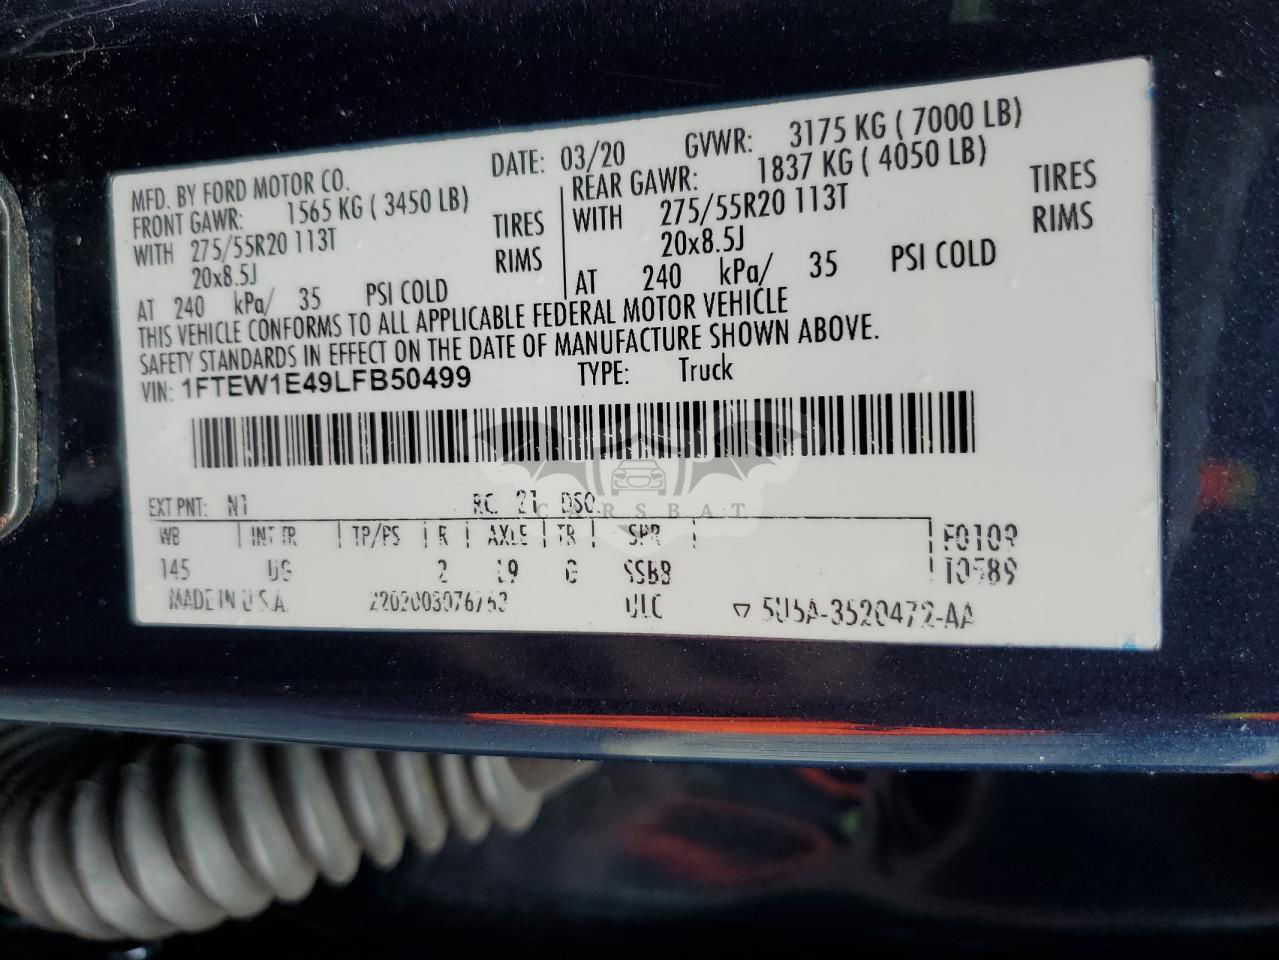 MFD. BY FORD MOTOR CO. DATE: 03/20 GVWR: 3175 KG ( 7000 LB)
FRONT GAWR: 1565 KG ( 3450 LB) REAR GAWR: 1837 KG ( 4050 LB)
WITH 275/55R20 113T TIRES WITH 275/55R20 113T TIRES
20x8.5J RIMS 20x8.5J RIMS
AT 240 kPa/ 35 PSI COLD AT 240 kPa/ 35 PSI COLD
THIS VEHICLE CONFORMS TO ALL APPLICABLE FEDERAL MOTOR VEHICLE
SAFETY STANDARDS IN EFFECT ON THE DATE OF MANUFACTURE SHOWN ABOVE.
VIN: 1FTEW1E49LFB50499 TYPE: Truck
CARSBAT
EXT PNT: N1 RC: 21 DSO:
WB INT TR TP/PS R AXLE TR SPR F0109
145 UG 2 19 G SSBB T0589
MADE IN U.S.A. ULC ▽ 5U5A-3520472-AA